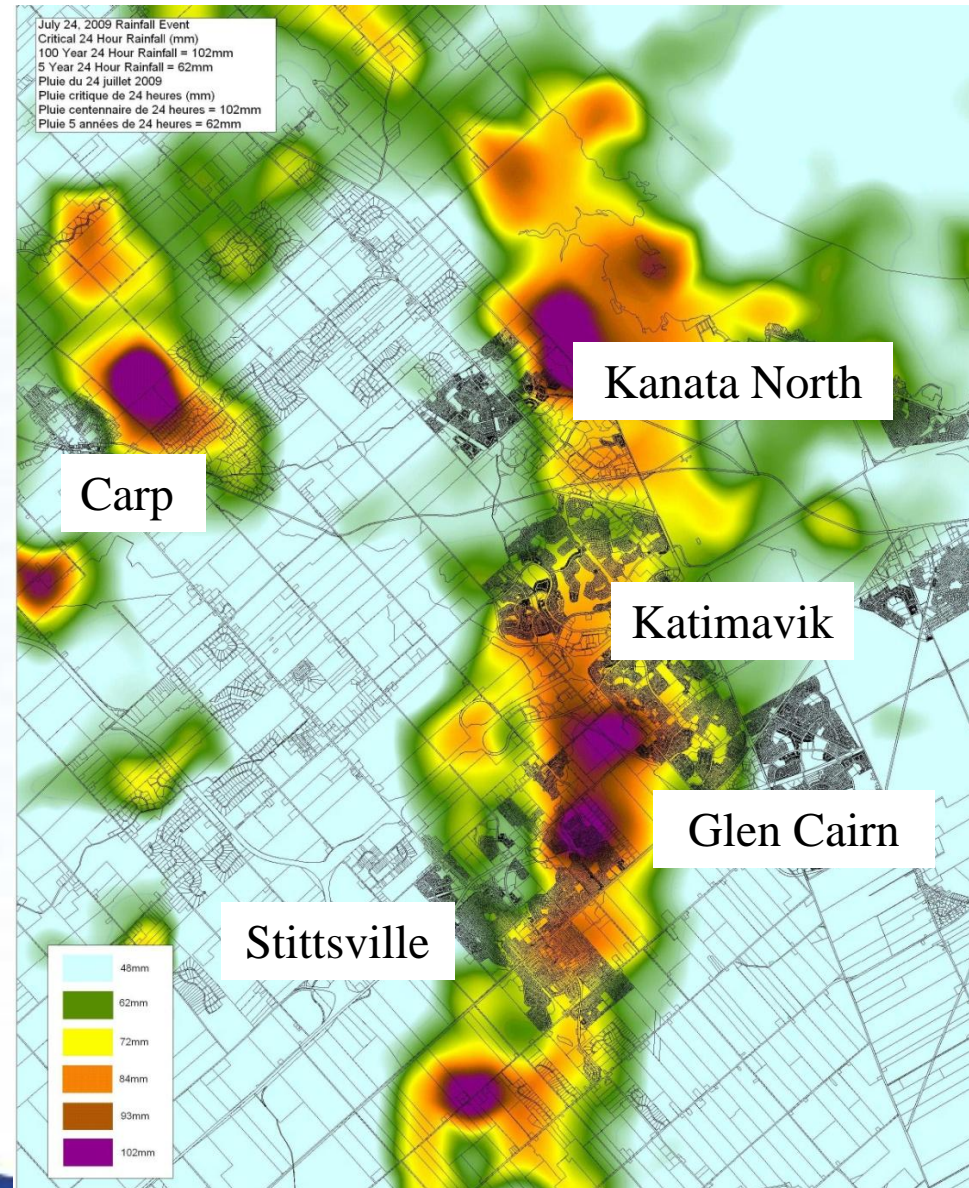 July 24, 2009 Rainfall Event
Critical 24 Hour Rainfall (mm)
100 Year 24 Hour Rainfall = 102mm
5 Year 24 Hour Rainfall = 62mm
Pluie du 24 juillet 2009
Pluie critique de 24 heures (mm)
Pluie centennaire de 24 heures = 102mm
Pluie 5 années de 24 heures = 62mm
Kanata North
Carp
Katimavik
Glen Cairn
Stittsville
48mm
62mm
72mm
84mm
93mm
102mm